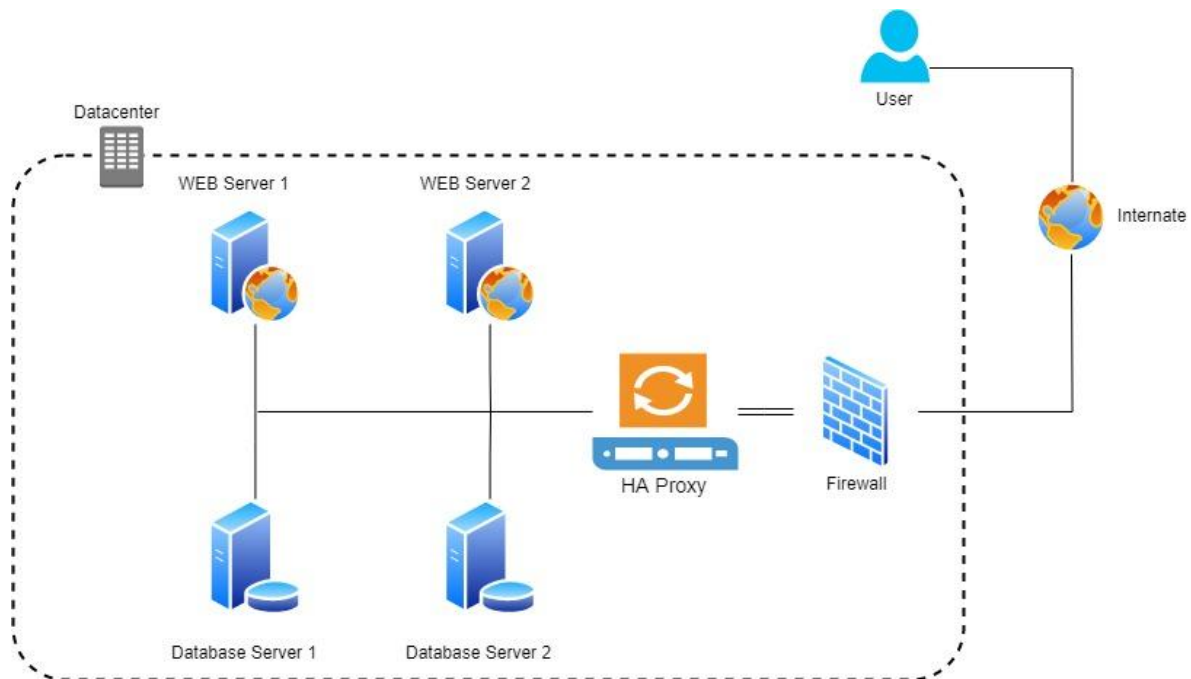 User
Datacenter
WEB Server 1
WEB Server 2
Internate
HA Proxy
Firewall
Database Server 1
Database Server 2